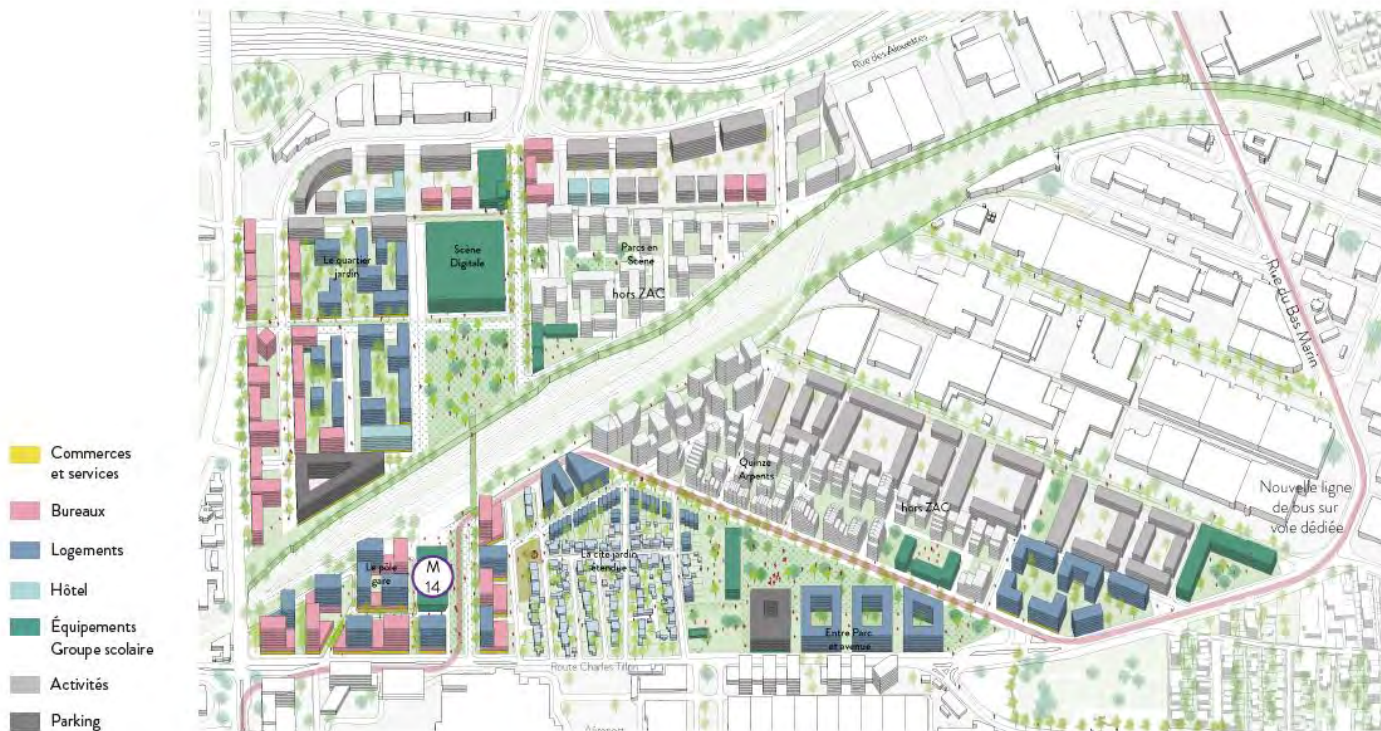 Rue des Alouettes
Le quartier
jardin
Scène
Digitale
Parcs en
Scène
hors ZAC
Rue du Bas Marin
Commerces
et services
Bureaux
Logements
Hôtel
Équipements
Groupe scolaire
Activités
Parking
Quinze
Arpents
hors ZAC
Nouvelle ligne
de bus sur
voie dédiée
Le pôle
gare
M
14
La cité jardin
étendue
Entre Parc
et avenue
Route Charles Tillon